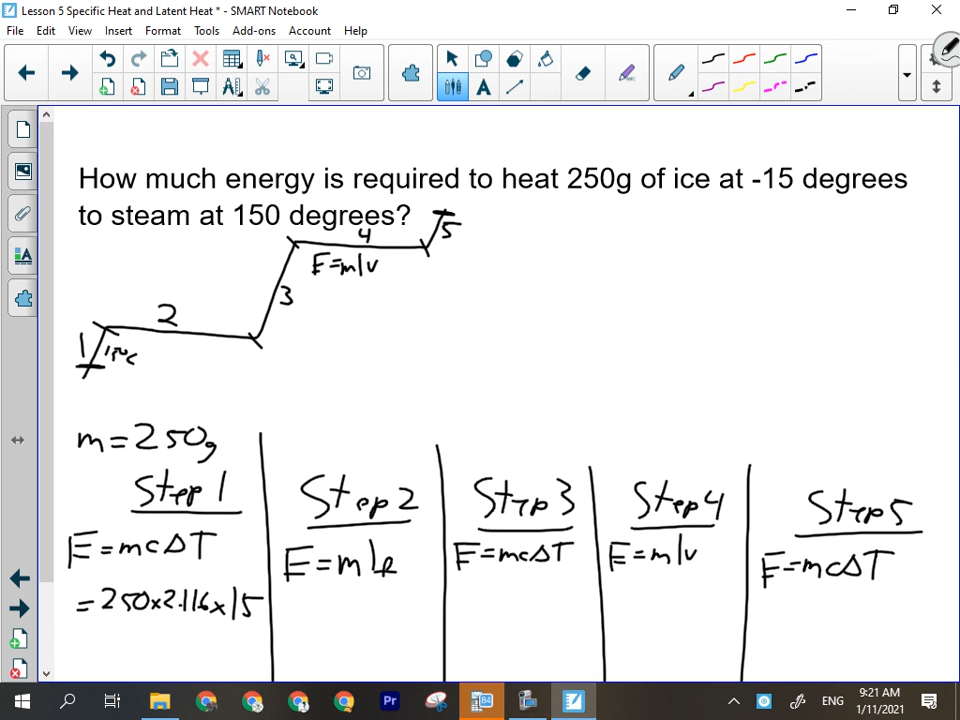 Lesson 5 Specific Heat and Latent Heat * - SMART Notebook
File Edit View Insert Format Tools Add-ons Account Help
How much energy is required to heat 250g of ice at -15 degrees
to steam at 150 degrees?
4
5
E=mlv
3
2
1
15°C
m=250g
Step 1
Step 2
Step 3
Step 4
Step 5
E=mcΔT
E=mlf
E=mcΔT
E=mlv
E=mcΔT
=250x2.116x15
Pr
ENG
9:21 AM
1/11/2021